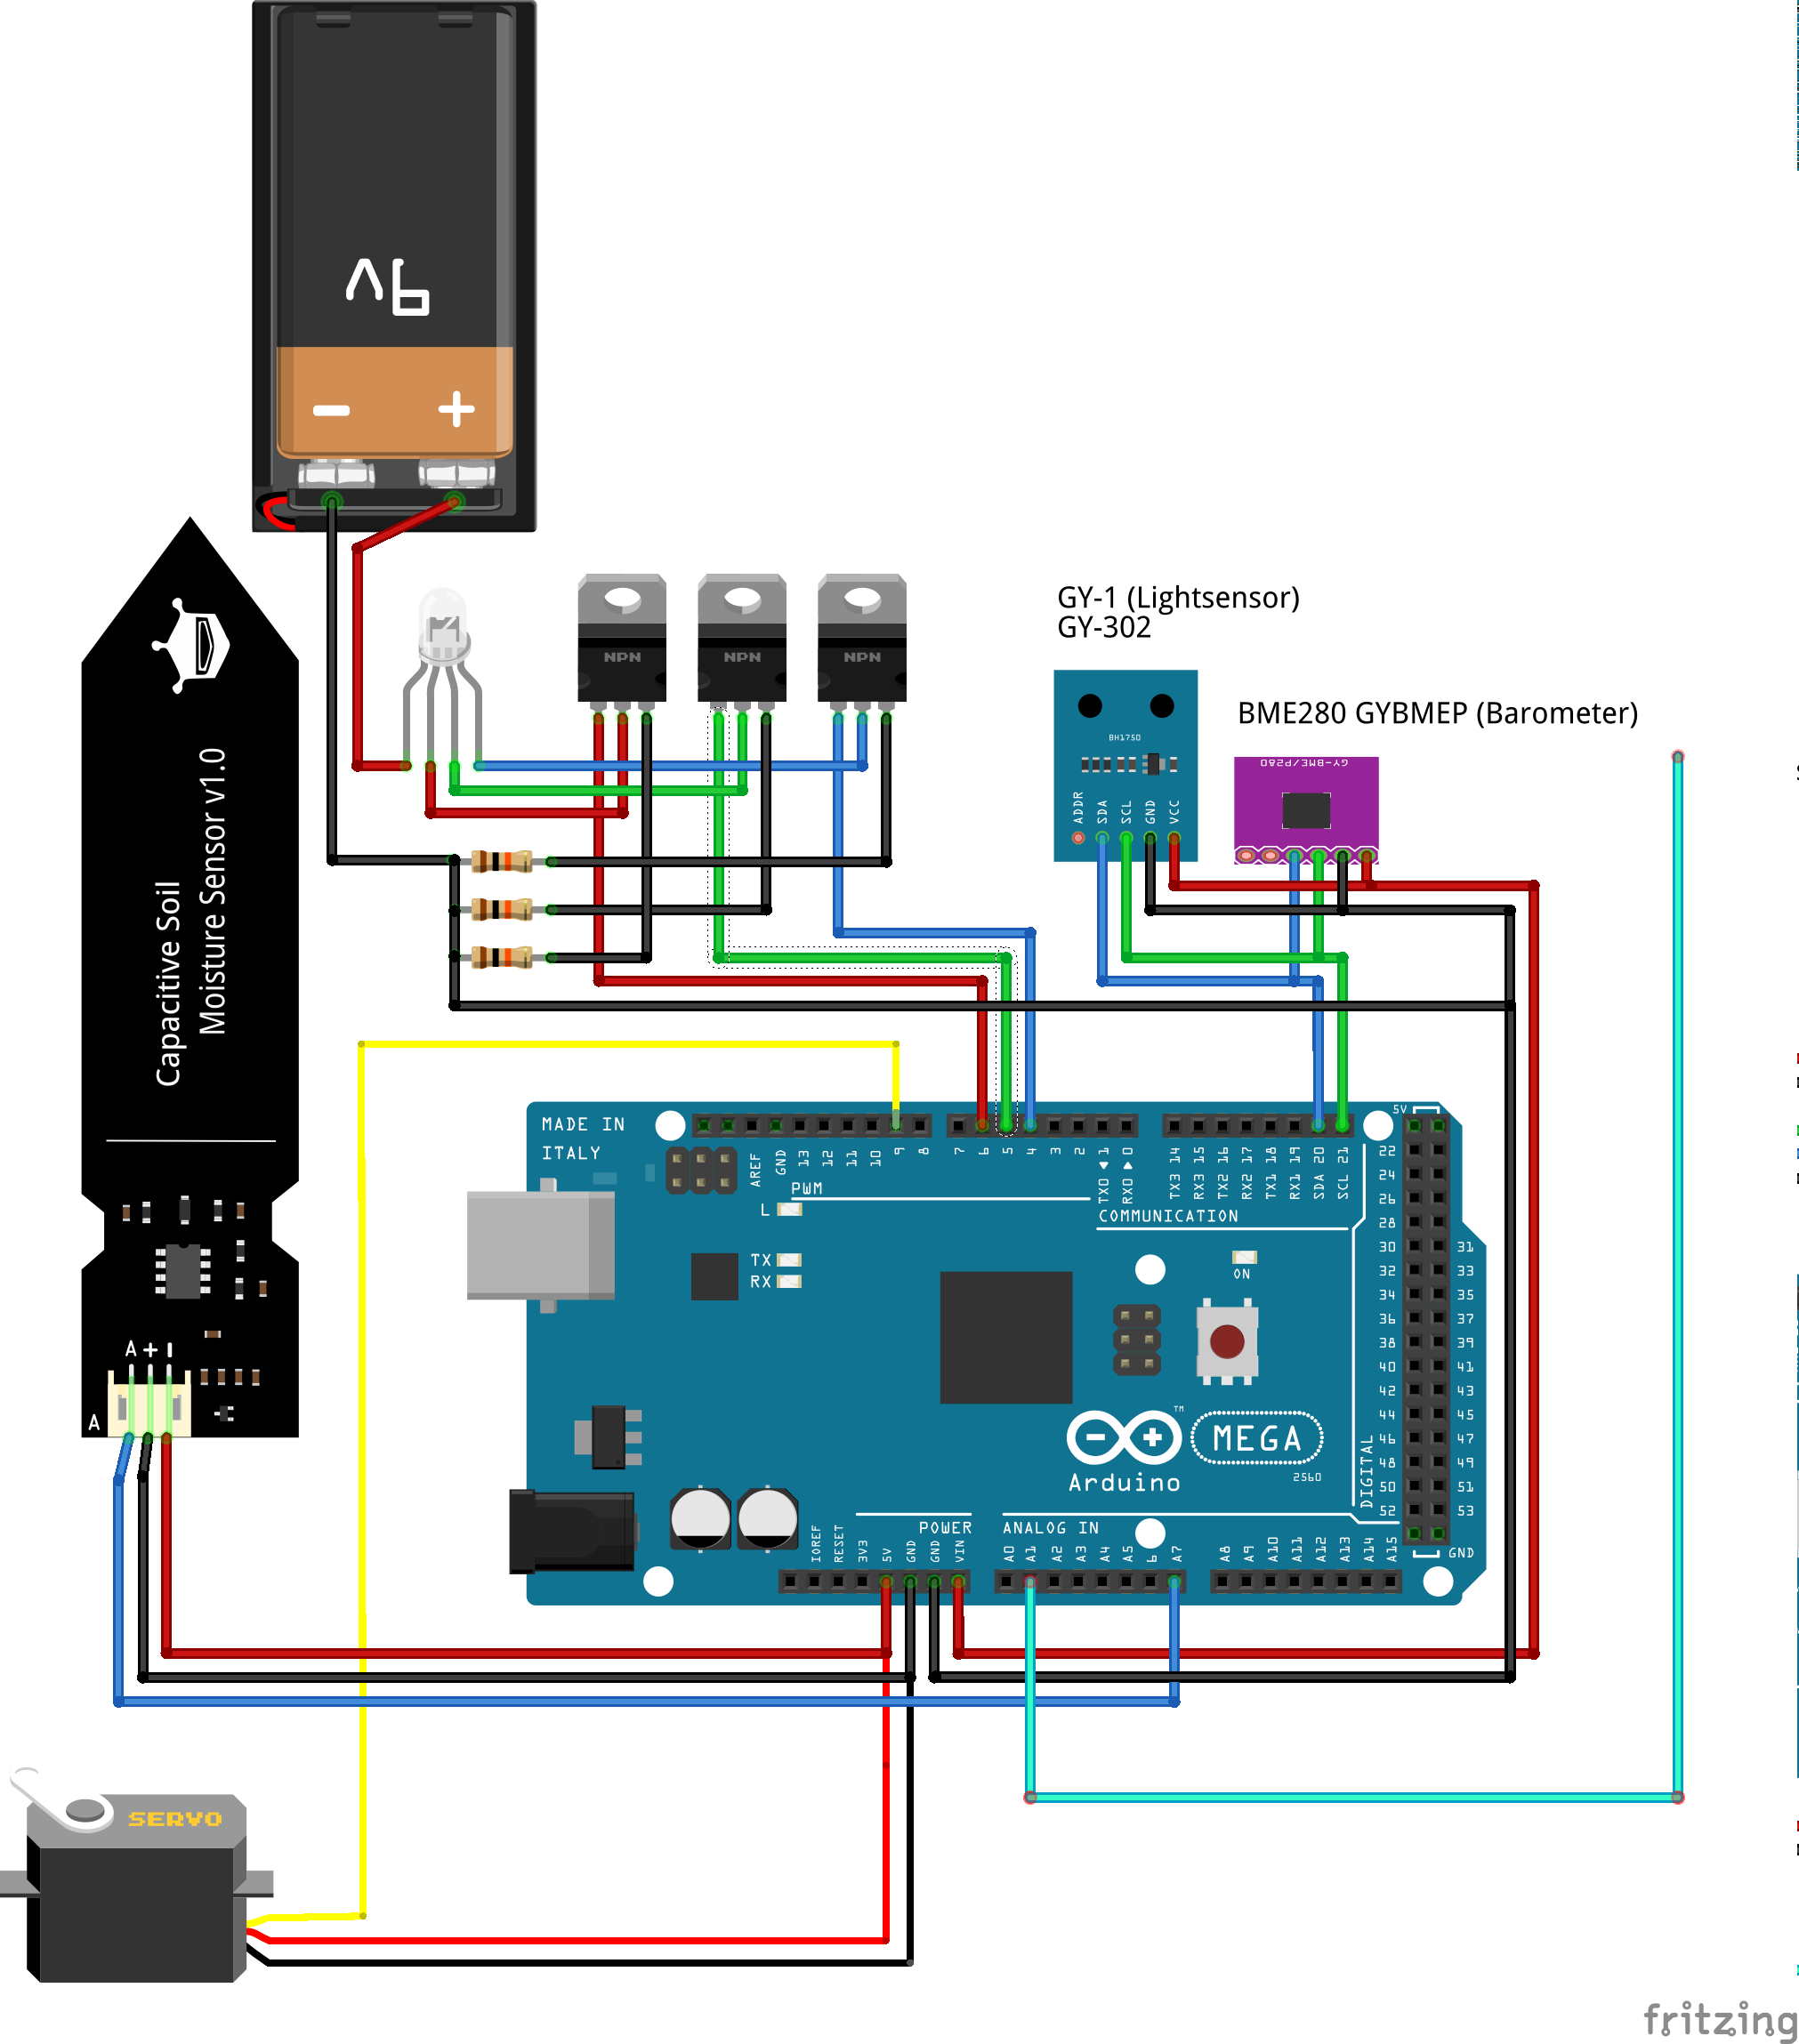 9V
− +
NPN NPN NPN
GY-1 (Lightsensor)
GY-302
BH1750
ADDR SDA SCL GND VCC
BME280 GYBMEP (Barometer)
GY-BME/P280
Capacitive Soil
Moisture Sensor v1.0
A + −
A
MADE IN
ITALY
AREF GND 13 12 11 10 9 8
7 6 5 4 3 2 TX0 1 RX0 0
TX3 14 RX3 15 TX2 16 RX2 17 TX1 18 RX1 19 SDA 20 SCL 21
PWM
COMMUNICATION
L
TX
RX
ON
5V
22
24
26
28
30 31
32 33
34 35
36 37
38 39
40 41
42 43
44 45
46 47
48 49
50 51
52 53
GND
DIGITAL
MEGA
TM
2560
Arduino
POWER
ANALOG IN
IOREF RESET 3V3 5V GND GND VIN
A0 A1 A2 A3 A4 A5 6 A7
A8 A9 A10 A11 A12 A13 A14 A15
SERVO
fritzing